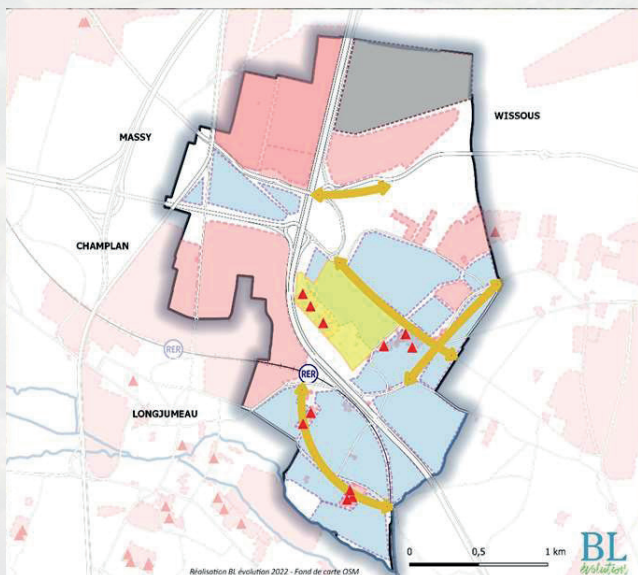 WISSOUS
MASSY
CHAMPLAN
RER
RER
LONGJUMEAU
0 0,5 1 km
BL
évolution
Réalisation BL évolution 2022 - Fond de carte OSM